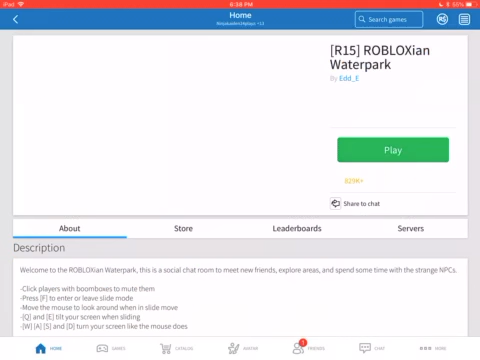 iPad 6:38 PM 60%
Home
Search games
R$
[R15] ROBLOXian
Waterpark
By Edd_E
Play
820K+
Share to chat
About Store Leaderboards Servers
Description
Welcome to the ROBLOXian Waterpark, this is a social chat room to meet new friends, explore areas, and spend some time with the strange NPCs.
-Click players with boomboxes to mute them
-Press [F] to enter or leave slide mode
-Move the mouse to look around when in slide move
-[Q] and [E] tilt your screen when sliding
-[W] [A] [S] and [D] turn your screen like the mouse does
1
HOME GAMES CATALOG AVATAR FRIENDS CHAT MORE